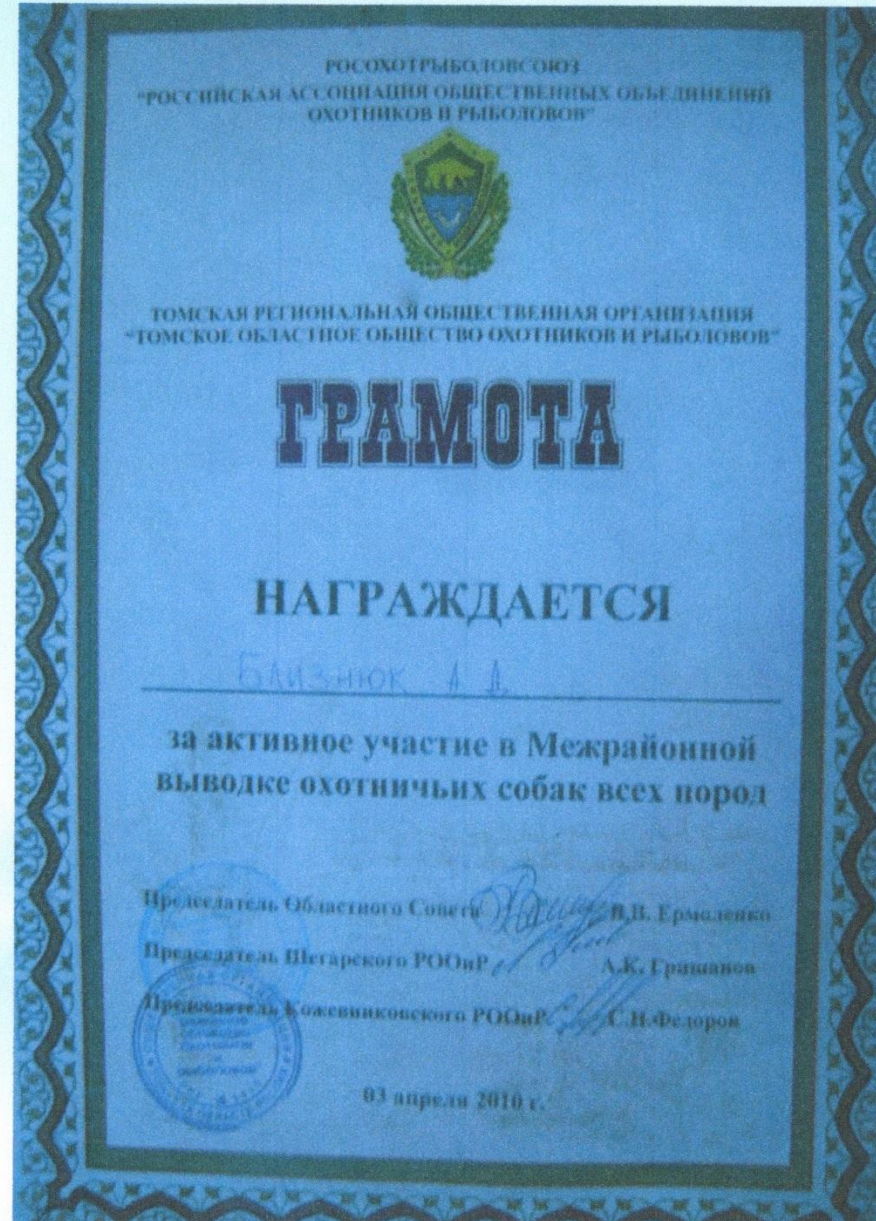 РОСОХОТРЫБОЛОВСОЮЗ
"РОССИЙСКАЯ АССОЦИАЦИЯ ОБЩЕСТВЕННЫХ ОБЪЕДИНЕНИЙ
ОХОТНИКОВ И РЫБОЛОВОВ"
ТОМСКАЯ РЕГИОНАЛЬНАЯ ОБЩЕСТВЕННАЯ ОРГАНИЗАЦИЯ
"ТОМСКОЕ ОБЛАСТНОЕ ОБЩЕСТВО ОХОТНИКОВ И РЫБОЛОВОВ"
ГРАМОТА
НАГРАЖДАЕТСЯ
БЛИЗНЮК А Д
за активное участие в Межрайонной
выводке охотничьих собак всех пород
Председатель Областного Совета В.В. Ермоленко
Председатель Шегарского РООиР А.К. Гришанов
Председатель Кожевниковского РООиР С.Н.Федоров
03 апреля 2010 г.